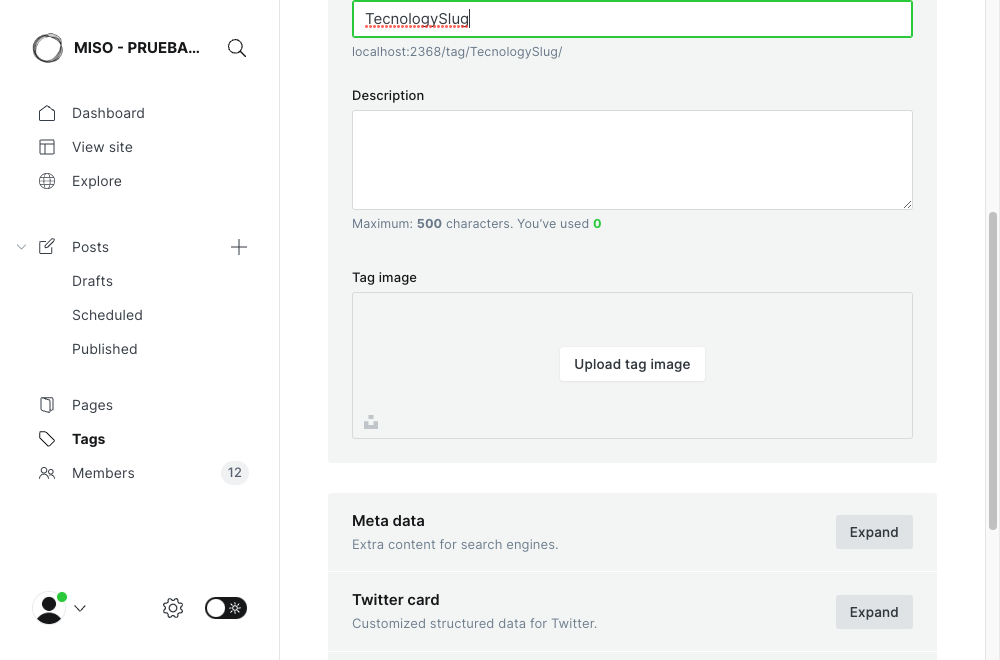 MISO - PRUEBA...
Dashboard
View site
Explore
Posts
Drafts
Scheduled
Published
Pages
Tags
Members
12
TecnologySlug
localhost:2368/tag/TecnologySlug/
Description
Maximum: 500 characters. You’ve used 0
Tag image
Upload tag image
Meta data
Extra content for search engines.
Expand
Twitter card
Customized structured data for Twitter.
Expand